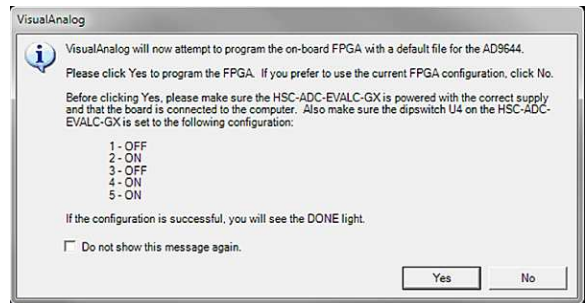 VisualAnalog
VisualAnalog will now attempt to program the on-board FPGA with a default file for the AD9644.
Please click Yes to program the FPGA. If you prefer to use the current FPGA configuration, click No.
Before clicking Yes, please make sure the HSC-ADC-EVALC-GX is powered with the correct supply
and that the board is connected to the computer. Also make sure the dipswitch U4 on the HSC-ADC-
EVALC-GX is set to the following configuration:
1 - OFF
2 - ON
3 - OFF
4 - ON
5 - ON
If the configuration is successful, you will see the DONE light.
Do not show this message again.
Yes
No